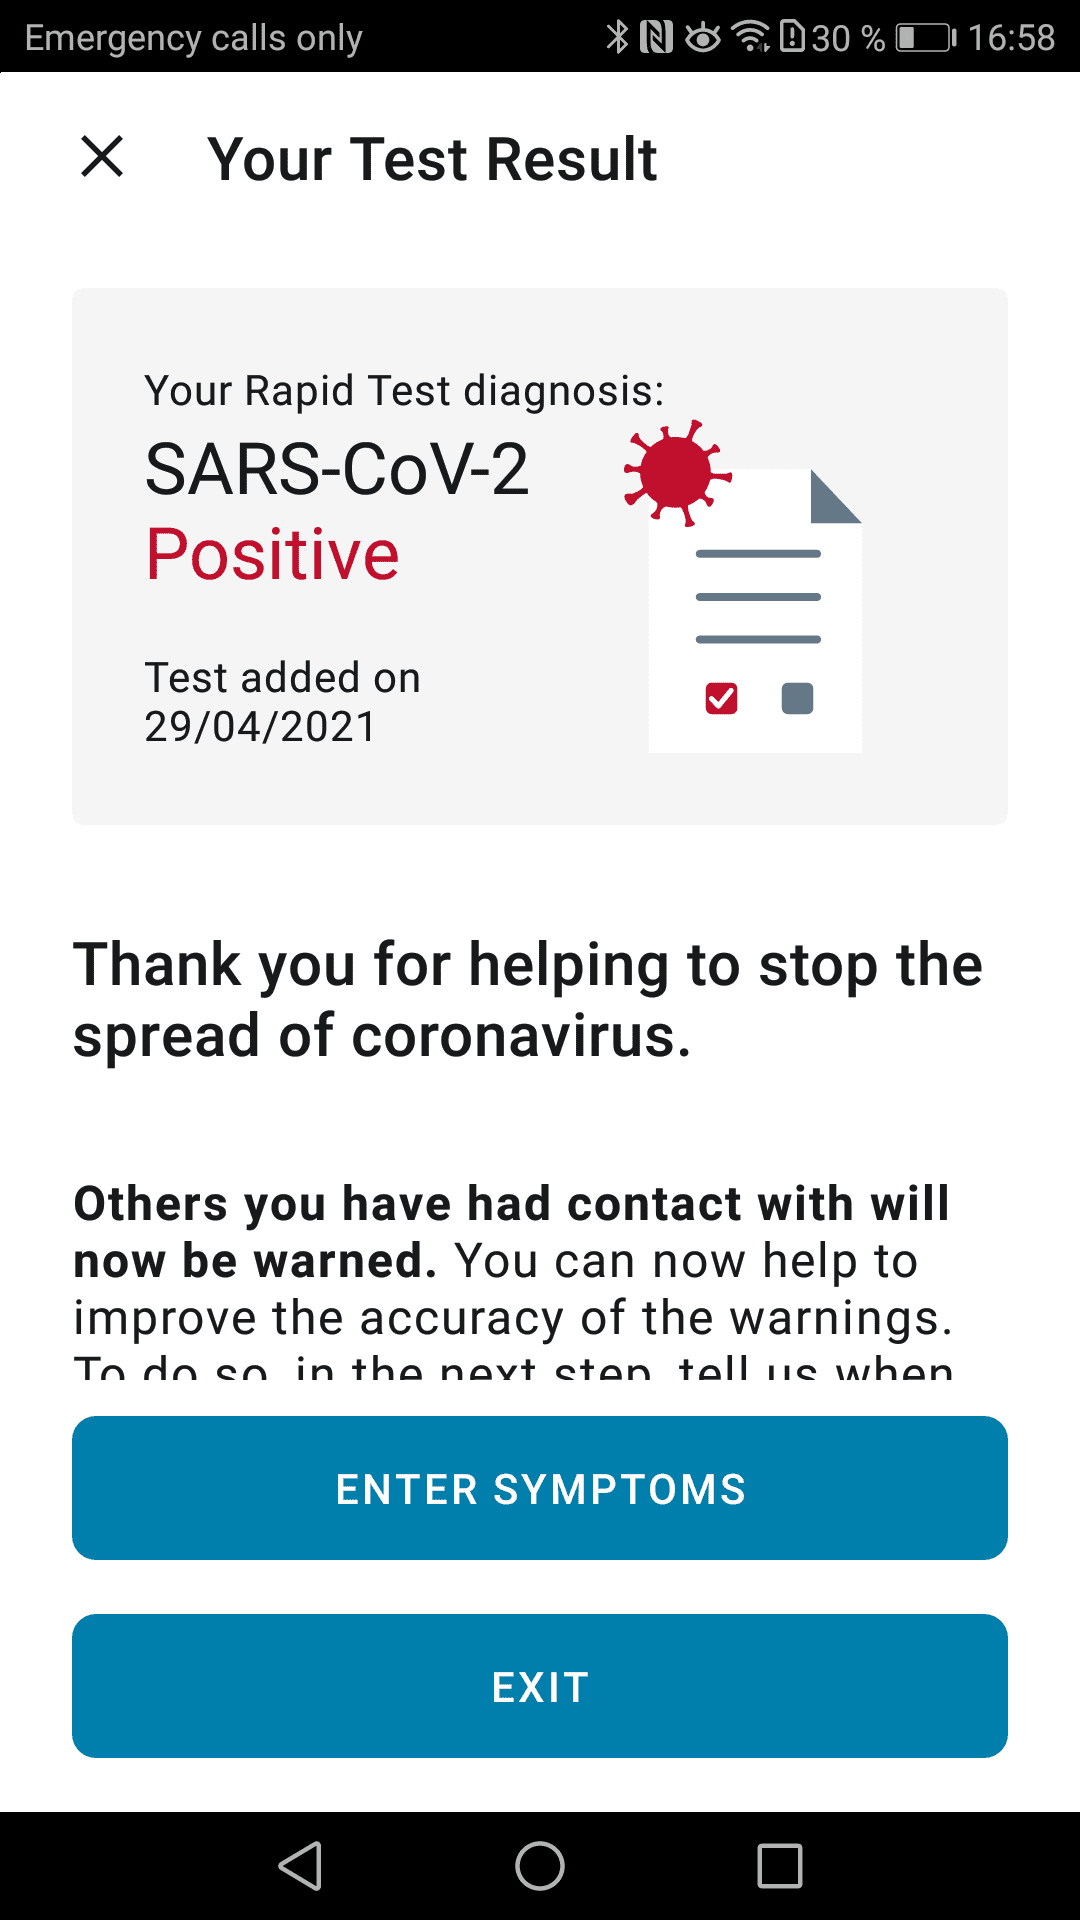 Emergency calls only 30 % 16:58
Your Test Result
Your Rapid Test diagnosis:
SARS-CoV-2
Positive
Test added on
29/04/2021
Thank you for helping to stop the
spread of coronavirus.
Others you have had contact with will
now be warned. You can now help to
improve the accuracy of the warnings.
To do so, in the next step, tell us when
ENTER SYMPTOMS
EXIT